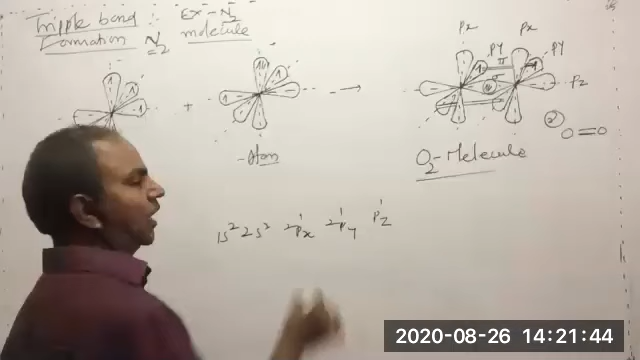 Tripple bond : Ex - N2
Formation N2 molecule
Px Px
Py Py
π
+
σ
Pz
②
O=O
- Atom
O2- Molecule
1s² 2s² 2Px¹ 2Py¹ Pz¹
2020-08-26 14:21:44